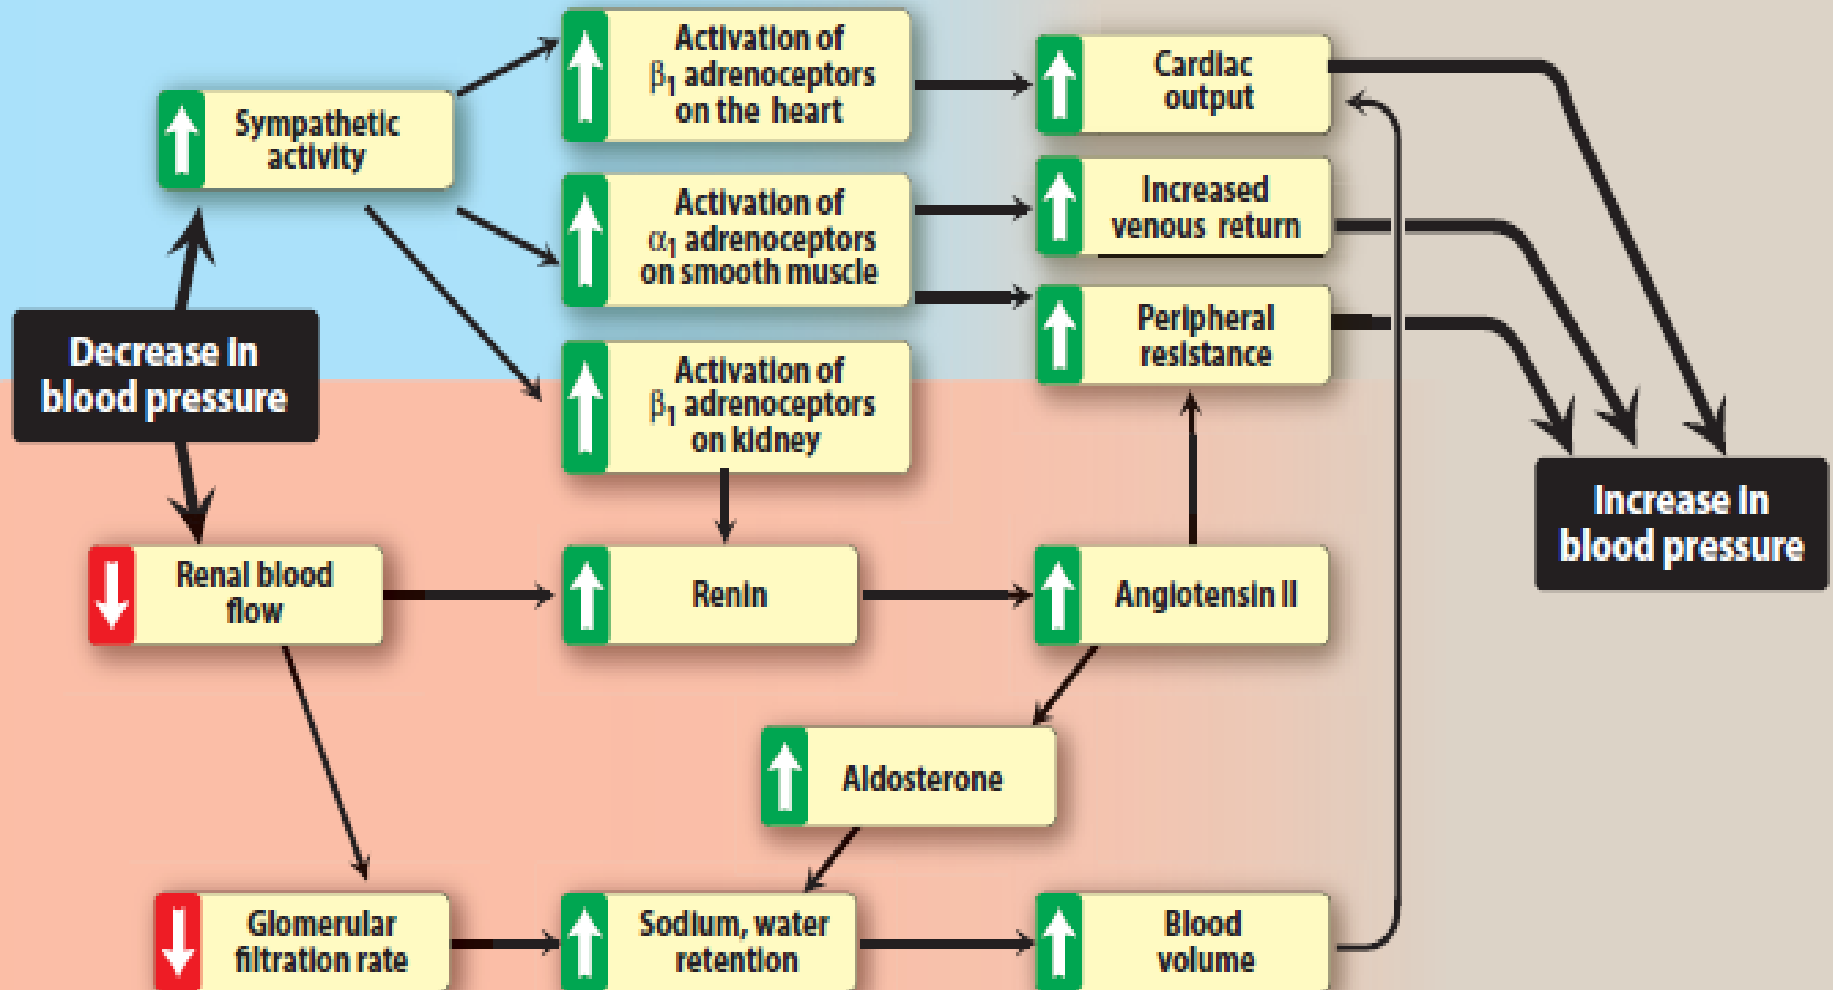 Activation of
β1 adrenoceptors
on the heart
Cardiac
output
Sympathetic
activity
Activation of
α1 adrenoceptors
on smooth muscle
Increased
venous return
Peripheral
resistance
Decrease in
blood pressure
Activation of
β1 adrenoceptors
on kidney
Increase in
blood pressure
Renal blood
flow
Renin
Angiotensin II
Aldosterone
Glomerular
filtration rate
Sodium, water
retention
Blood
volume